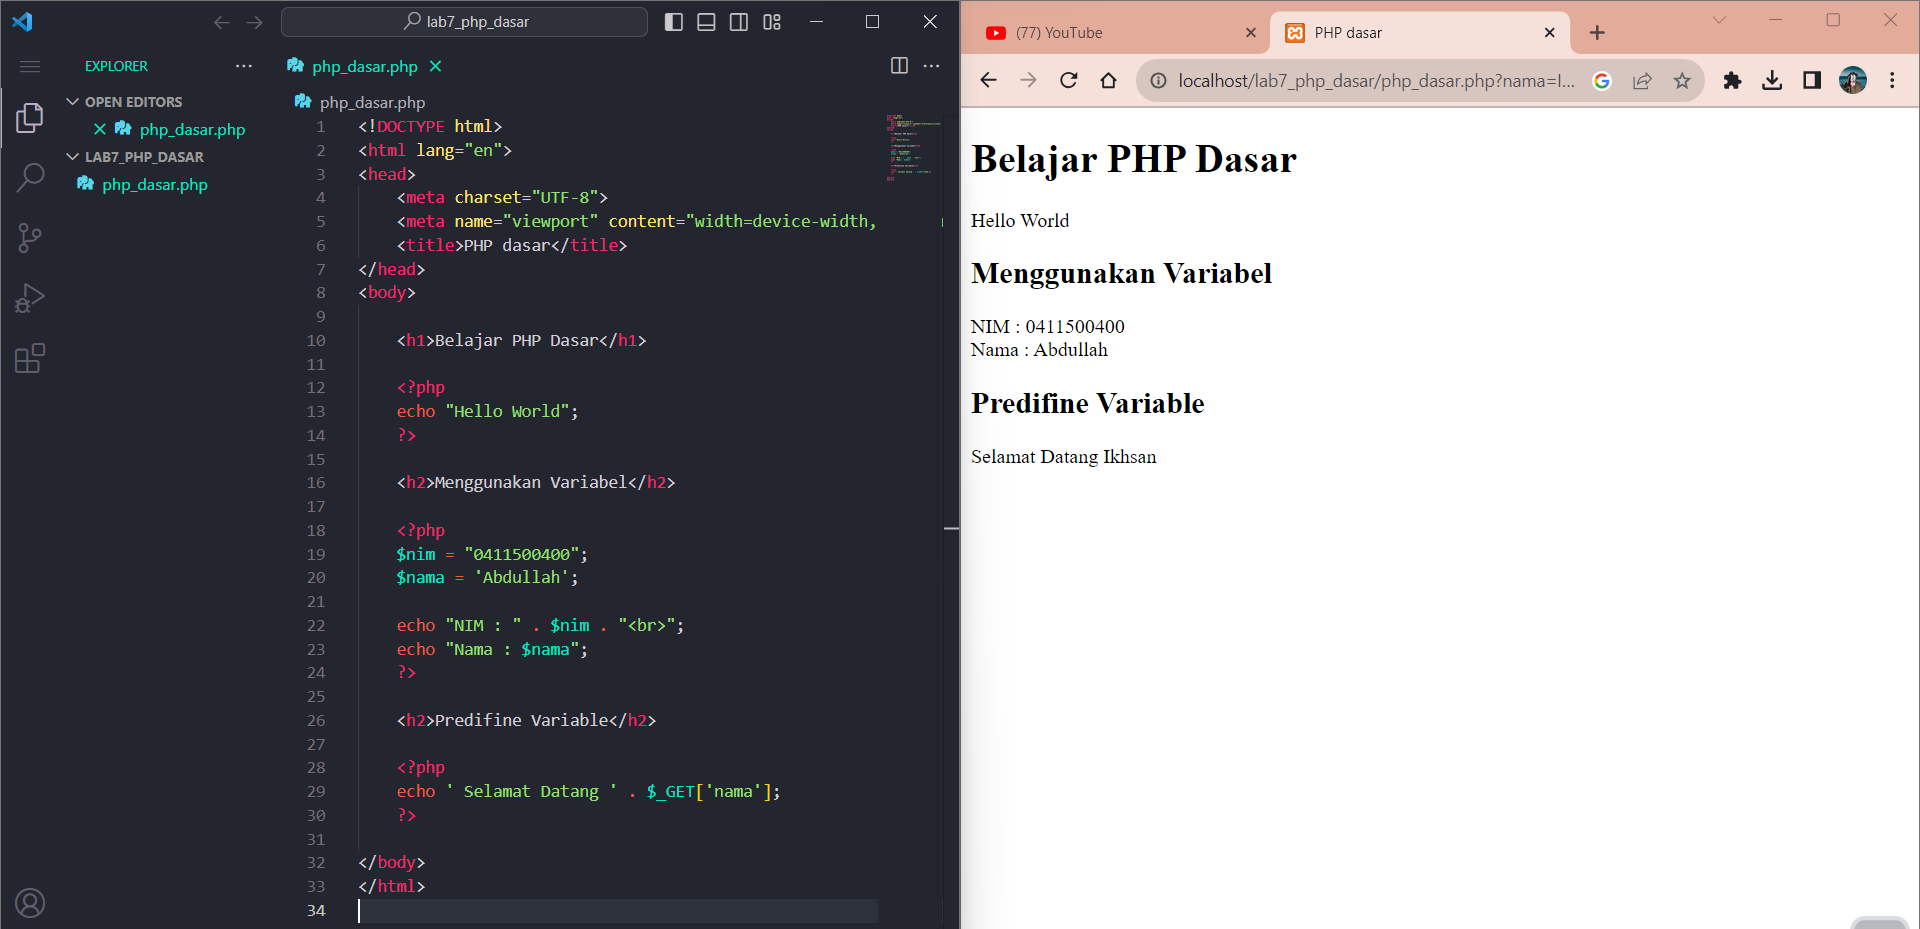 lab7_php_dasar
EXPLORER
OPEN EDITORS
php_dasar.php
LAB7_PHP_DASAR
php_dasar.php
php_dasar.php
php_dasar.php
1 <!DOCTYPE html>
2 <html lang="en">
3 <head>
4 <meta charset="UTF-8">
5 <meta name="viewport" content="width=device-width,
6 <title>PHP dasar</title>
7 </head>
8 <body>
9
10 <h1>Belajar PHP Dasar</h1>
11
12 <?php
13 echo "Hello World";
14 ?>
15
16 <h2>Menggunakan Variabel</h2>
17
18 <?php
19 $nim = "0411500400";
20 $nama = 'Abdullah';
21
22 echo "NIM : " . $nim . "<br>";
23 echo "Nama : $nama";
24 ?>
25
26 <h2>Predifine Variable</h2>
27
28 <?php
29 echo ' Selamat Datang ' . $_GET['nama'];
30 ?>
31
32 </body>
33 </html>
34
(77) YouTube
PHP dasar
localhost/lab7_php_dasar/php_dasar.php?nama=I...
Belajar PHP Dasar
Hello World
Menggunakan Variabel
NIM : 0411500400
Nama : Abdullah
Predifine Variable
Selamat Datang Ikhsan